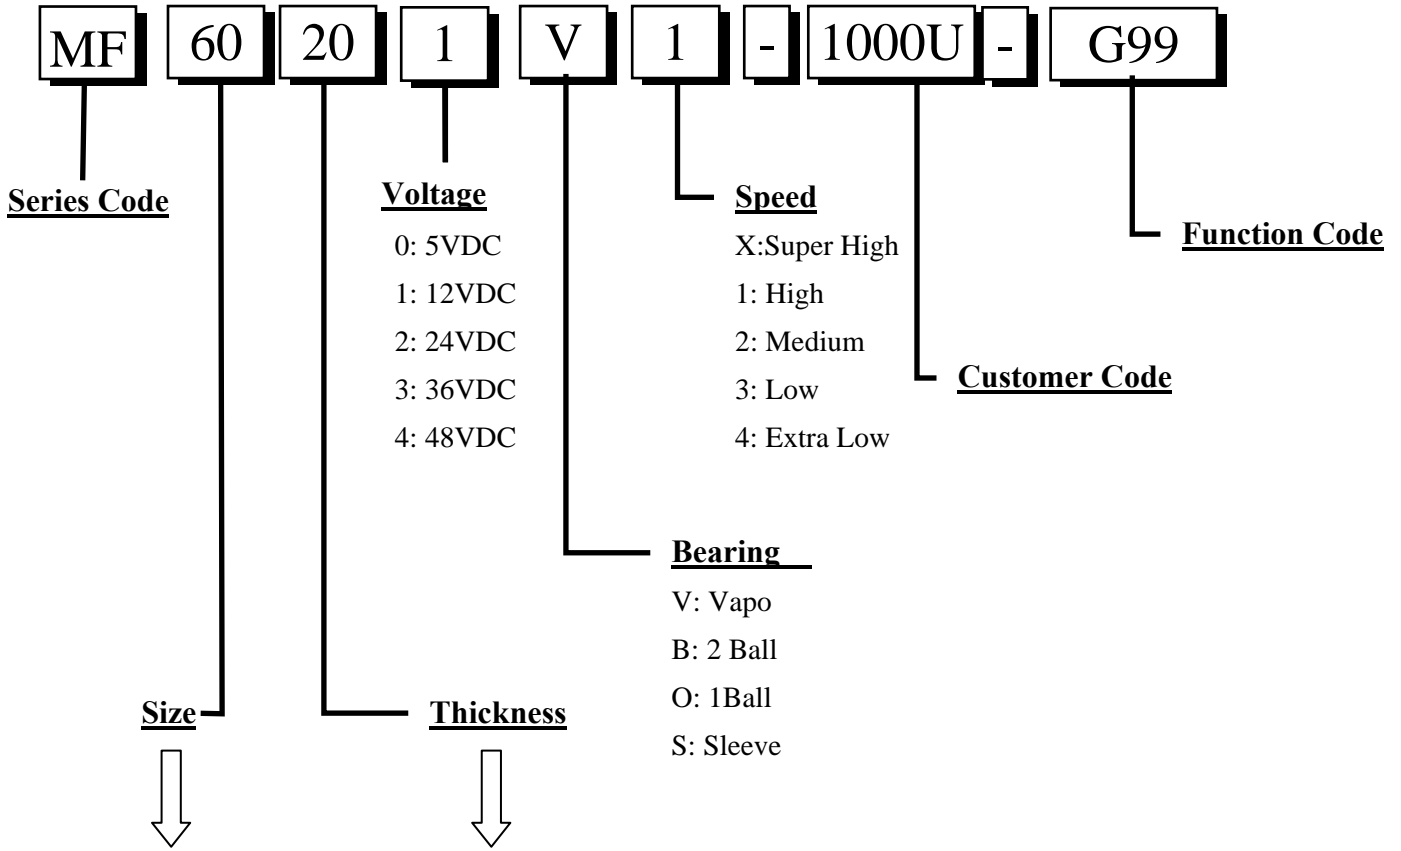 MF 60 20 1 V 1 - 1000U - G99
Series Code
Voltage
0: 5VDC
1: 12VDC
2: 24VDC
3: 36VDC
4: 48VDC
Speed
X:Super High
1: High
2: Medium
3: Low
4: Extra Low
Function Code
Customer Code
Bearing
V: Vapo
B: 2 Ball
O: 1Ball
S: Sleeve
Size
Thickness